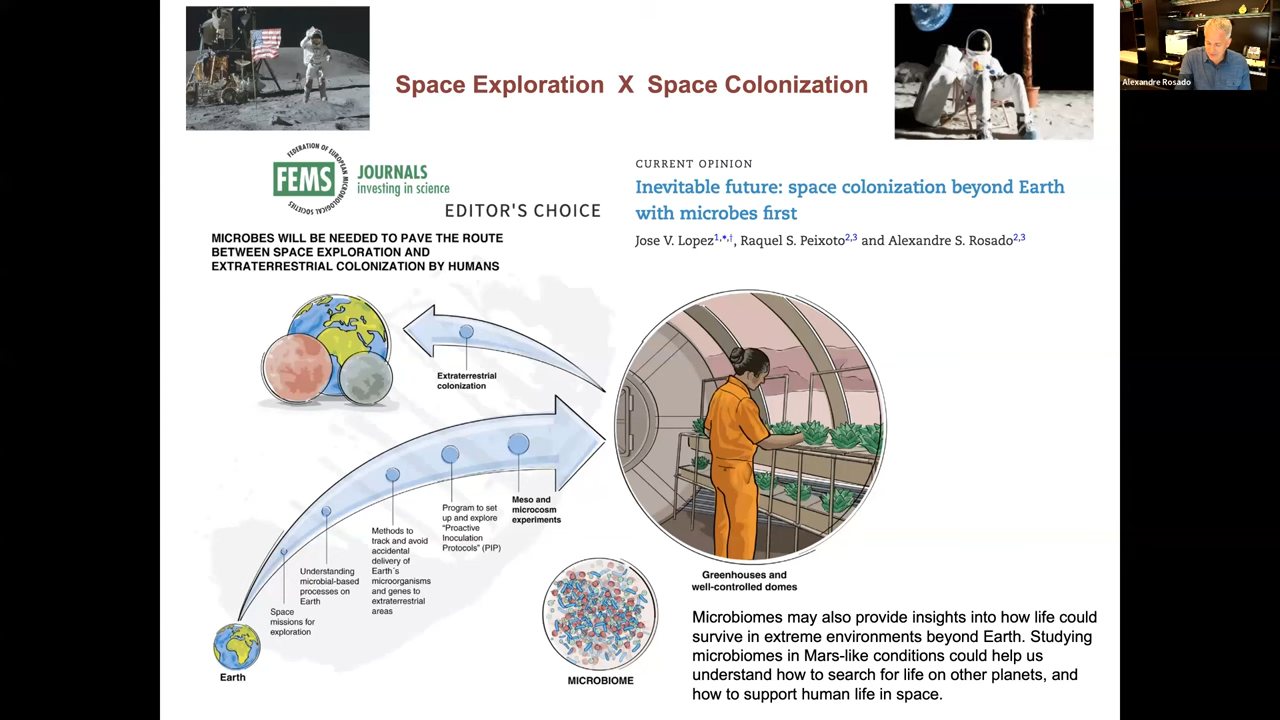 Space Exploration X Space Colonization
Alexandre Rosado
FEDERATION OF EUROPEAN MICROBIOLOGICAL SOCIETIES
FEMS
JOURNALS
investing in science
EDITOR'S CHOICE
CURRENT OPINION
Inevitable future: space colonization beyond Earth
with microbes first
Jose V. Lopez1,*,†, Raquel S. Peixoto2,3 and Alexandre S. Rosado2,3
MICROBES WILL BE NEEDED TO PAVE THE ROUTE
BETWEEN SPACE EXPLORATION AND
EXTRATERRESTRIAL COLONIZATION BY HUMANS
Extraterrestrial
colonization
Meso and
microcosm
experiments
Program to set
up and explore
"Proactive
Inoculation
Protocols" (PIP)
Methods to
track and avoid
accidental
delivery of
Earth´s
microorganisms
and genes to
extraterrestrial
areas
Understanding
microbial-based
processes on
Earth
Space
missions for
exploration
Earth
MICROBIOME
Greenhouses and
well-controlled domes
Microbiomes may also provide insights into how life could
survive in extreme environments beyond Earth. Studying
microbiomes in Mars-like conditions could help us
understand how to search for life on other planets, and
how to support human life in space.